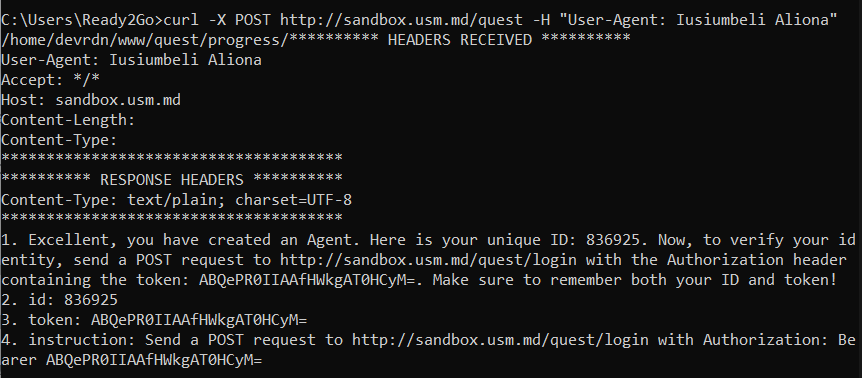 C:\Users\Ready2Go>curl -X POST http://sandbox.usm.md/quest -H "User-Agent: Iusiumbeli Aliona"
/home/devrdn/www/quest/progress/********** HEADERS RECEIVED **********
User-Agent: Iusiumbeli Aliona
Accept: */*
Host: sandbox.usm.md
Content-Length:
Content-Type:
**************************************
********** RESPONSE HEADERS **********
Content-Type: text/plain; charset=UTF-8
**************************************
1. Excellent, you have created an Agent. Here is your unique ID: 836925. Now, to verify your id
entity, send a POST request to http://sandbox.usm.md/quest/login with the Authorization header
containing the token: ABQePR0IIAAfHWkgAT0HCyM=. Make sure to remember both your ID and token!
2. id: 836925
3. token: ABQePR0IIAAfHWkgAT0HCyM=
4. instruction: Send a POST request to http://sandbox.usm.md/quest/login with Authorization: Be
arer ABQePR0IIAAfHWkgAT0HCyM=